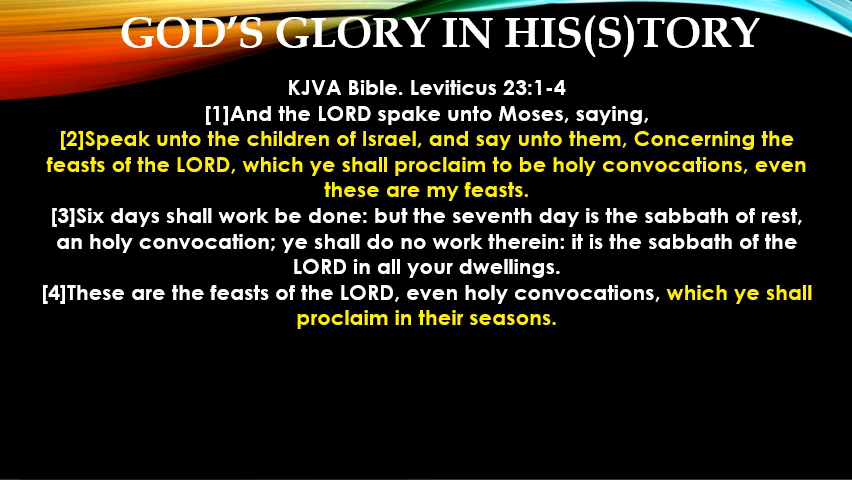 GOD'S GLORY IN HIS(S)TORY
KJVA Bible. Leviticus 23:1-4
[1]And the LORD spake unto Moses, saying,
[2]Speak unto the children of Israel, and say unto them, Concerning the
feasts of the LORD, which ye shall proclaim to be holy convocations, even
these are my feasts.
[3]Six days shall work be done: but the seventh day is the sabbath of rest,
an holy convocation; ye shall do no work therein: it is the sabbath of the
LORD in all your dwellings.
[4]These are the feasts of the LORD, even holy convocations, which ye shall
proclaim in their seasons.